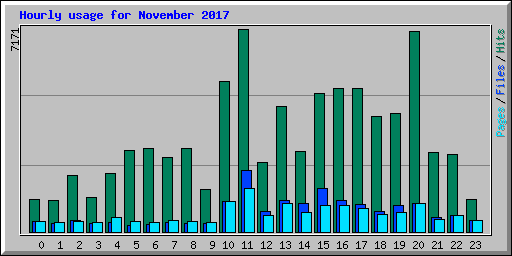 Hourly usage for November 2017
7171
Pages/Files/Hits
0 1 2 3 4 5 6 7 8 9 10 11 12 13 14 15 16 17 18 19 20 21 22 23